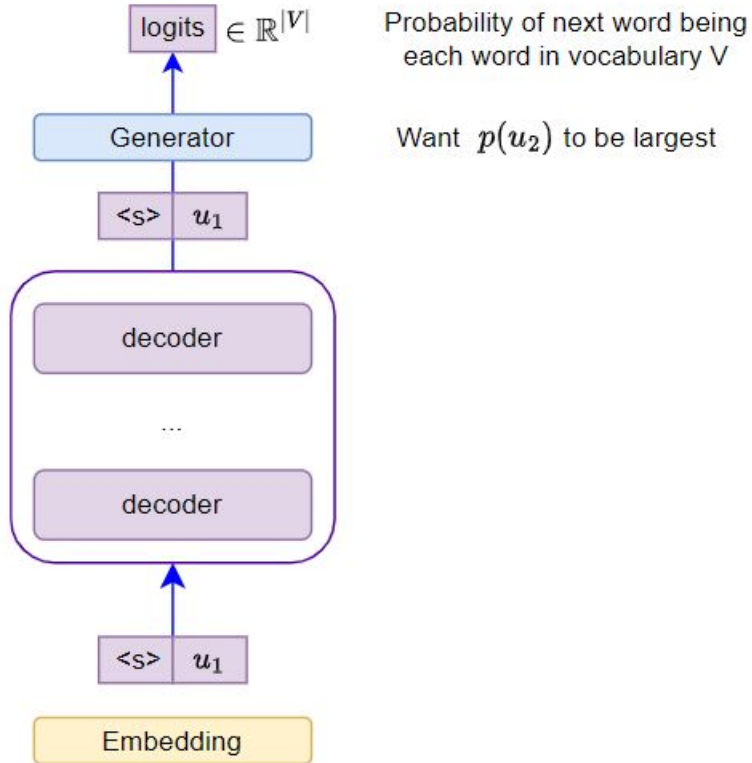 logits ∈ ℝ^|V|
Probability of next word being
each word in vocabulary V
Generator
Want p(u₂) to be largest
<s> u₁
decoder
...
decoder
<s> u₁
Embedding